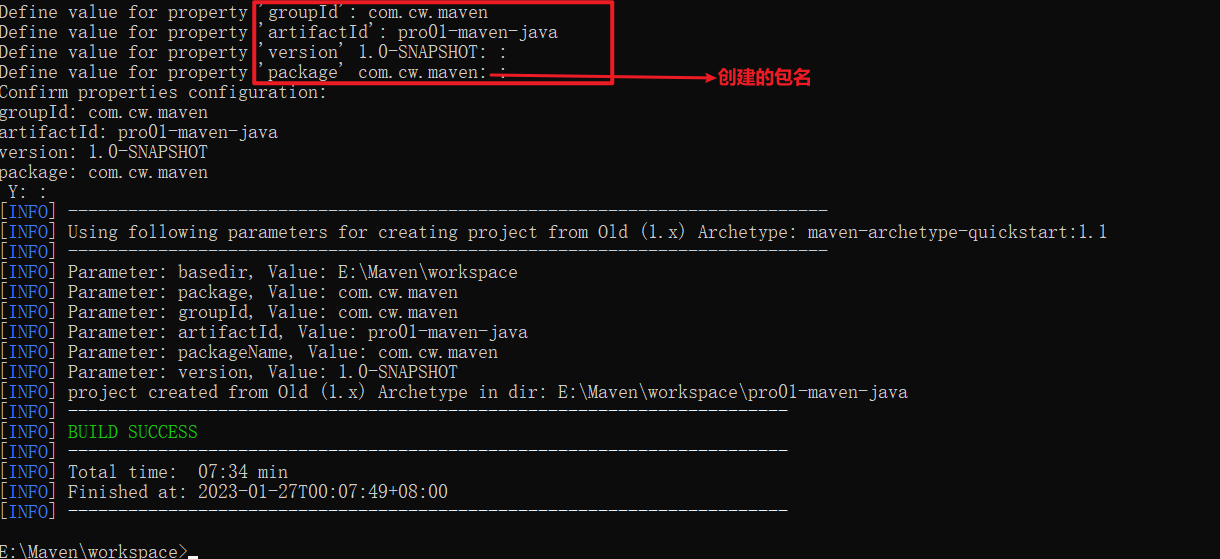 Define value for property 'groupId': com.cw.maven
Define value for property 'artifactId': pro01-maven-java
Define value for property 'version' 1.0-SNAPSHOT: :
Define value for property 'package' com.cw.maven: : 创建的包名
Confirm properties configuration:
groupId: com.cw.maven
artifactId: pro01-maven-java
version: 1.0-SNAPSHOT
package: com.cw.maven
Y: :
[INFO] ----------------------------------------------------------------------------
[INFO] Using following parameters for creating project from Old (1.x) Archetype: maven-archetype-quickstart:1.1
[INFO] ----------------------------------------------------------------------------
[INFO] Parameter: basedir, Value: E:\Maven\workspace
[INFO] Parameter: package, Value: com.cw.maven
[INFO] Parameter: groupId, Value: com.cw.maven
[INFO] Parameter: artifactId, Value: pro01-maven-java
[INFO] Parameter: packageName, Value: com.cw.maven
[INFO] Parameter: version, Value: 1.0-SNAPSHOT
[INFO] project created from Old (1.x) Archetype in dir: E:\Maven\workspace\pro01-maven-java
[INFO] ------------------------------------------------------------------------
[INFO] BUILD SUCCESS
[INFO] ------------------------------------------------------------------------
[INFO] Total time:  07:34 min
[INFO] Finished at: 2023-01-27T00:07:49+08:00
[INFO] ------------------------------------------------------------------------
E:\Maven\workspace>